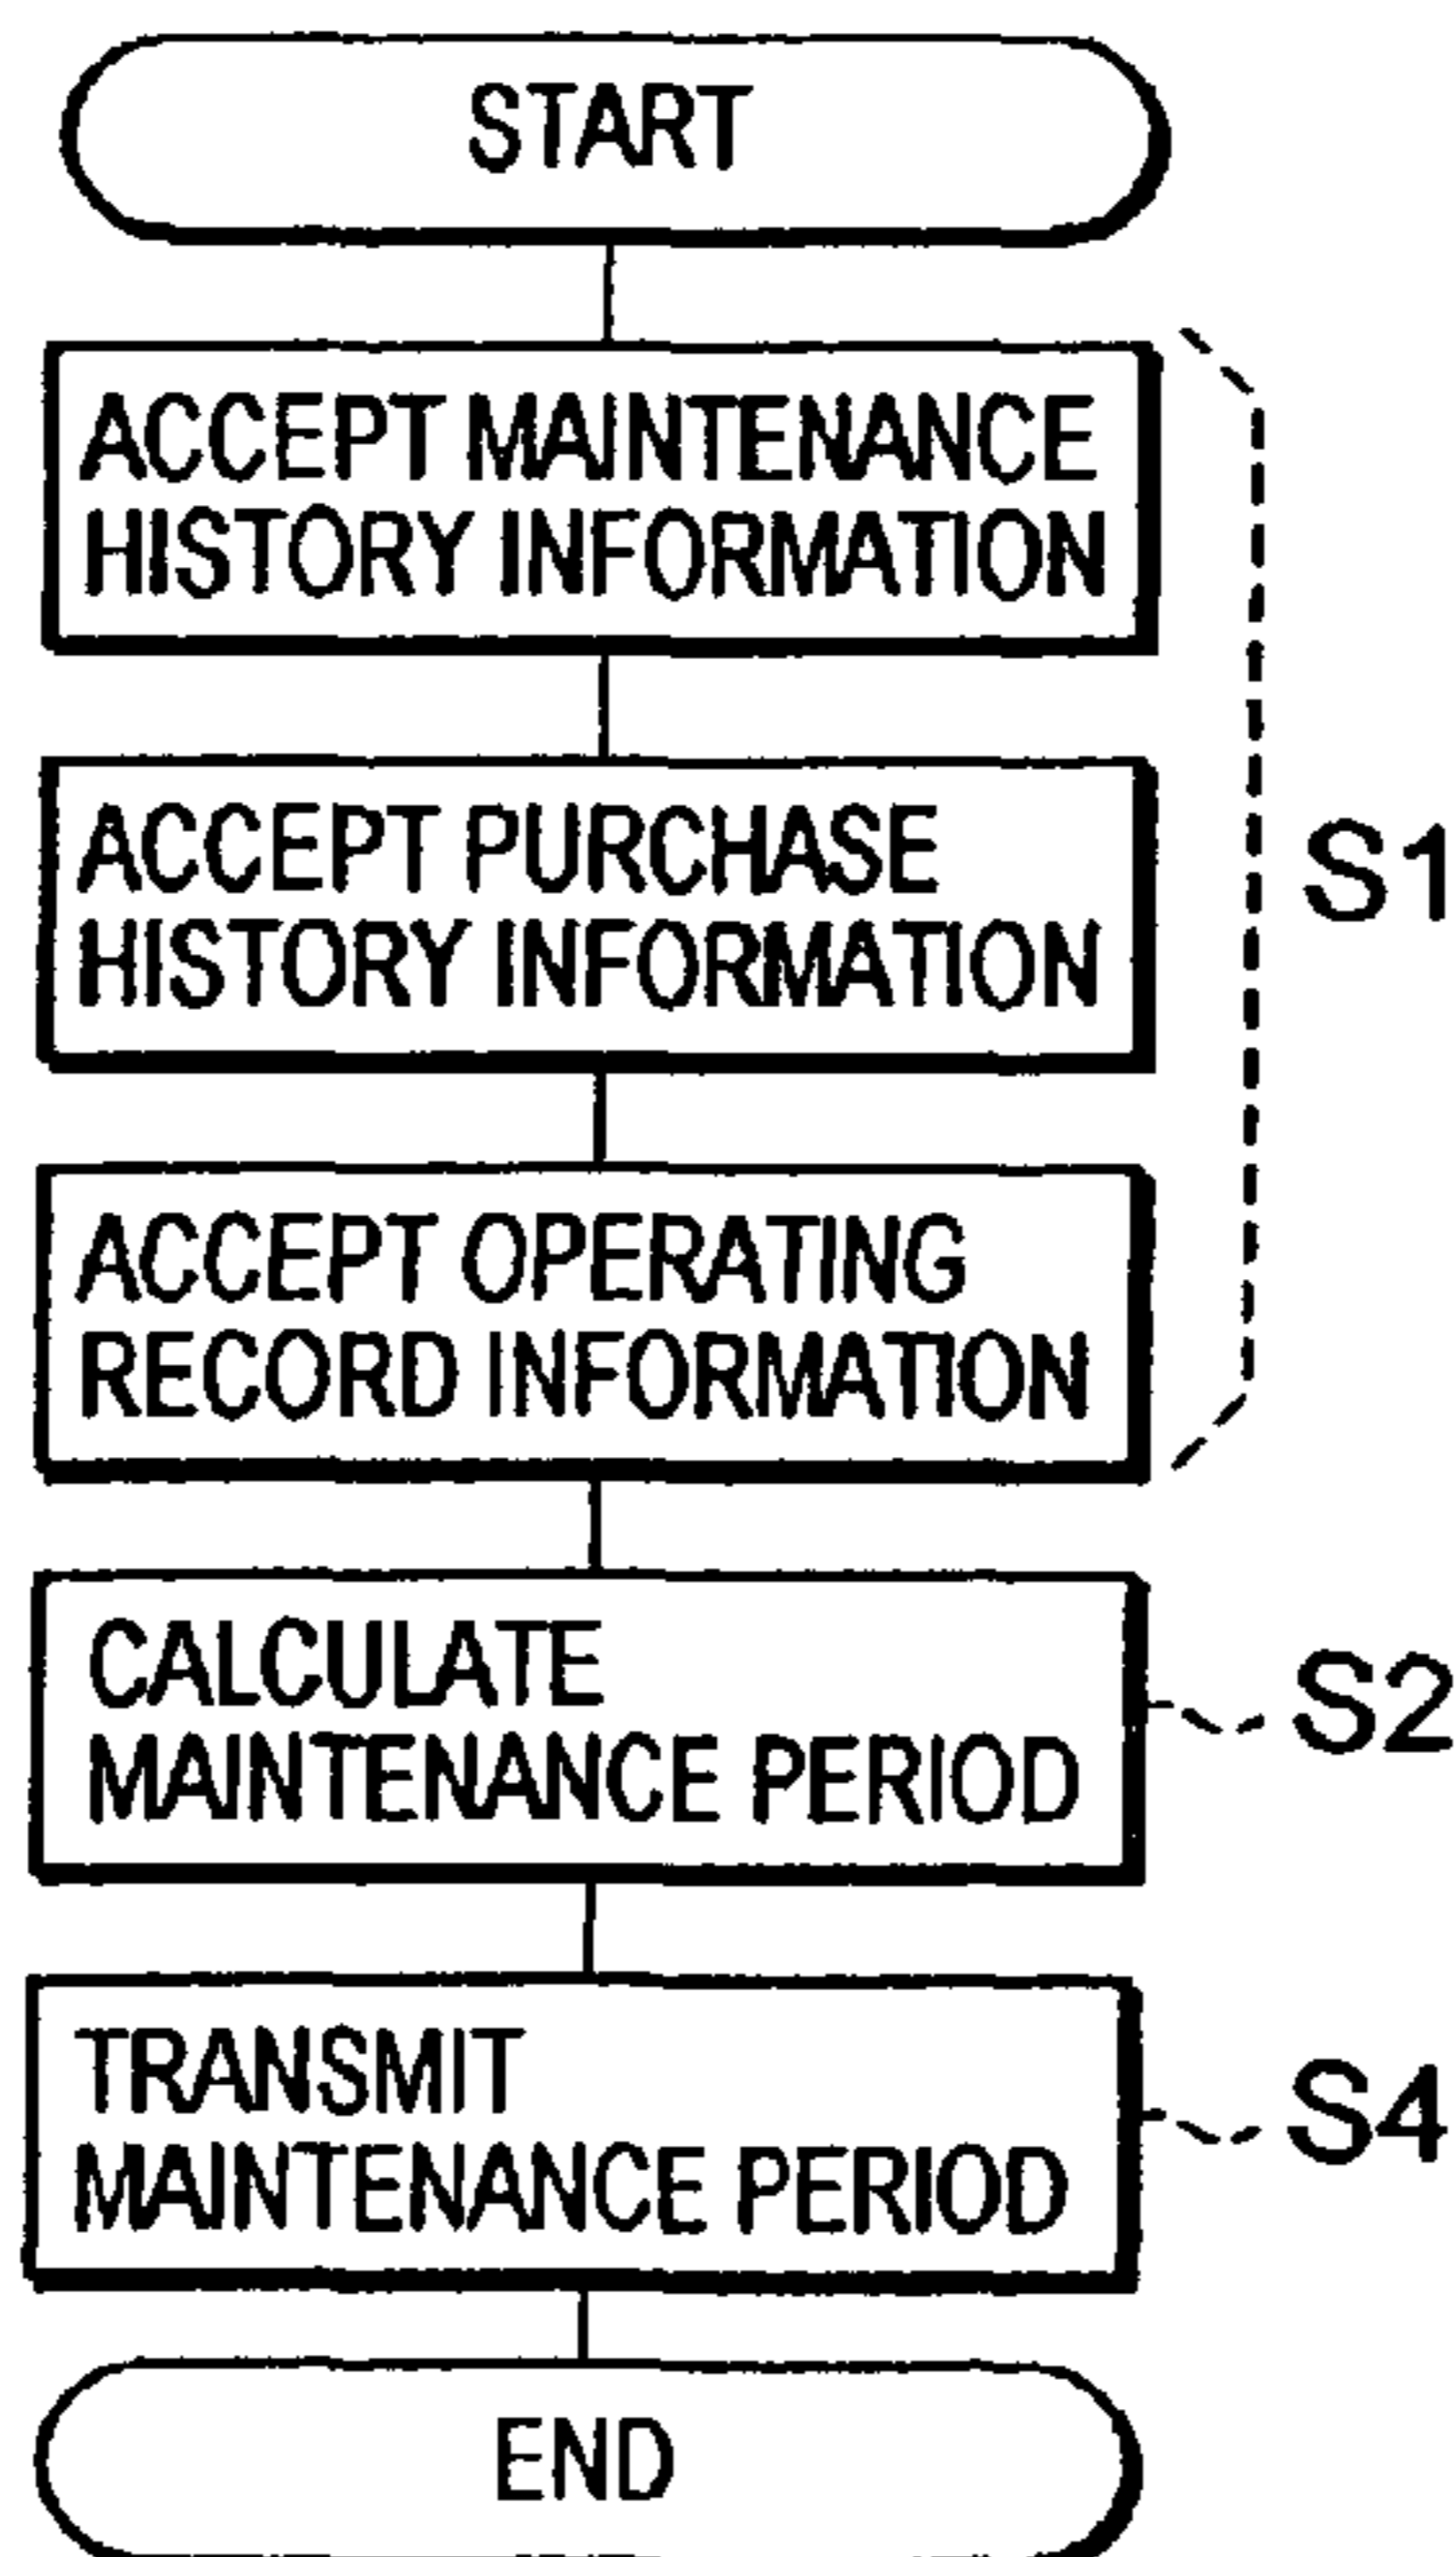 START
ACCEPT MAINTENANCE
HISTORY INFORMATION
ACCEPT PURCHASE
HISTORY INFORMATION
S1
ACCEPT OPERATING
RECORD INFORMATION
CALCULATE
MAINTENANCE PERIOD
S2
TRANSMIT
MAINTENANCE PERIOD
S4
END